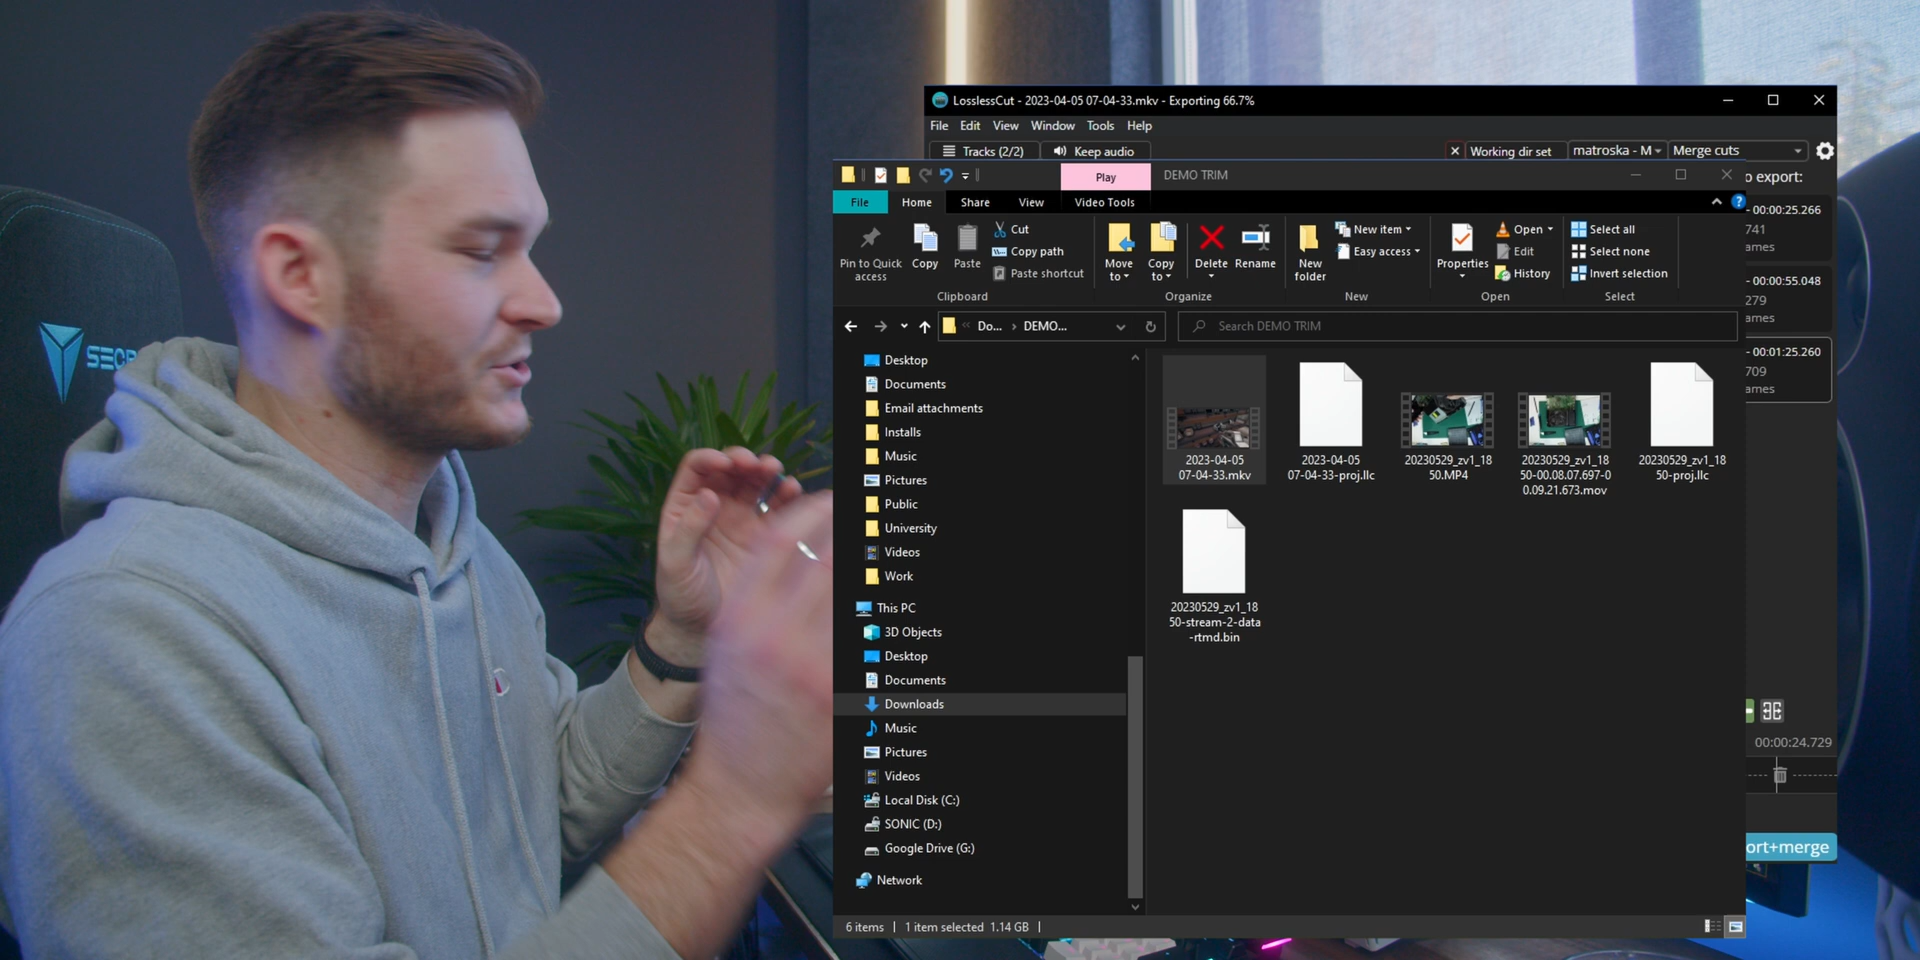 SECR
LosslessCut - 2023-04-05 07-04-33.mkv - Exporting 66.7%
File Edit View Window Tools Help
Tracks (2/2) Keep audio Working dir set matroska - M Merge cuts
Play DEMO TRIM
o export:
File Home Share View Video Tools
- 00:00:25.266
741
ames
Pin to Quick access
Copy
Paste
Cut
Copy path
Paste shortcut
Move to
Copy to
Delete
Rename
New folder
New item
Easy access
Properties
Open
Edit
History
Select all
Select none
Invert selection
Clipboard Organize New Open Select
- 00:00:55.048
279
ames
Do... DEMO... Search DEMO TRIM
- 00:01:25.260
709
ames
Desktop
Documents
Email attachments
Installs
Music
Pictures
Public
University
Videos
Work
This PC
3D Objects
Desktop
Documents
Downloads
Music
Pictures
Videos
Local Disk (C:)
SONIC (D:)
Google Drive (G:)
Network
2023-04-05
07-04-33.mkv
2023-04-05
07-04-33-proj.llc
20230529_zv1_18
50.MP4
20230529_zv1_18
50-00.08.07.697-0
0.09.21.673.mov
20230529_zv1_18
50-proj.llc
20230529_zv1_18
50-stream-2-data
-rtmd.bin
00:00:24.729
ort+merge
6 items 1 item selected 1.14 GB